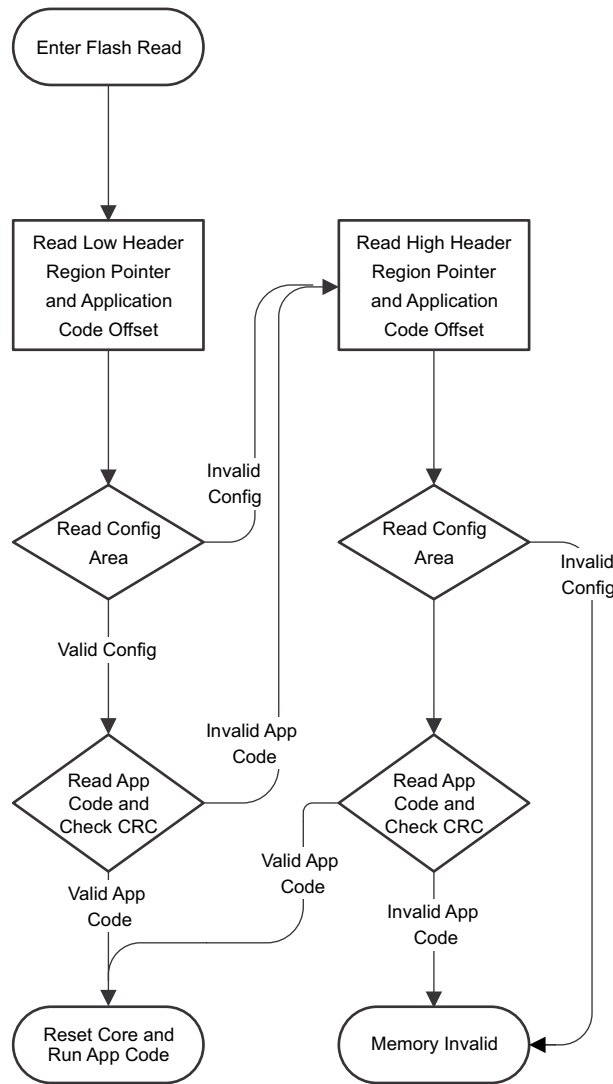 Enter Flash Read
Read Low Header
Region Pointer
and Application
Code Offset
Read High Header
Region Pointer
and Application
Code Offset
Invalid
Config
Read Config
Area
Read Config
Area
Invalid
Config
Valid Config
Invalid App
Code
Read App
Code and
Check CRC
Read App
Code and
Check CRC
Valid App
Code
Valid App
Code
Invalid App
Code
Reset Core and
Run App Code
Memory Invalid